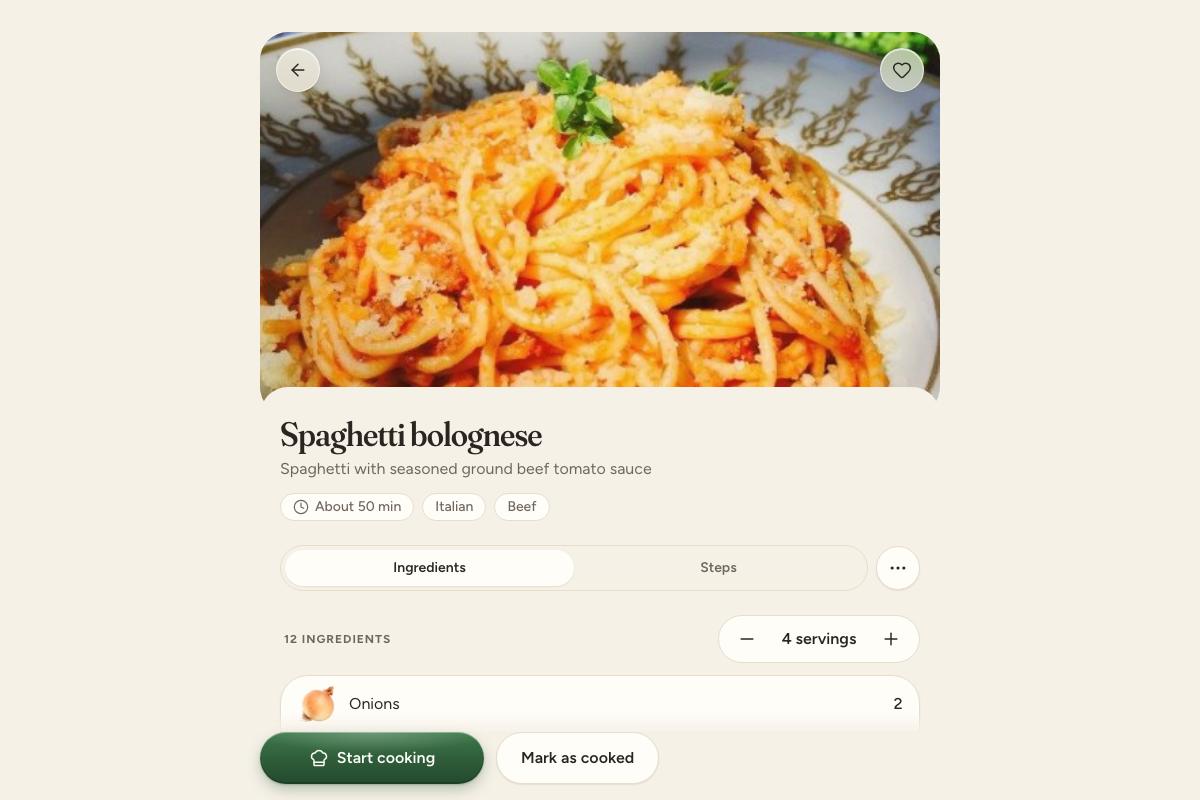 Spaghetti bolognese
Spaghetti with seasoned ground beef tomato sauce
About 50 min
Italian
Beef
Ingredients
Steps
12 INGREDIENTS
4 servings
Onions
2
Start cooking
Mark as cooked